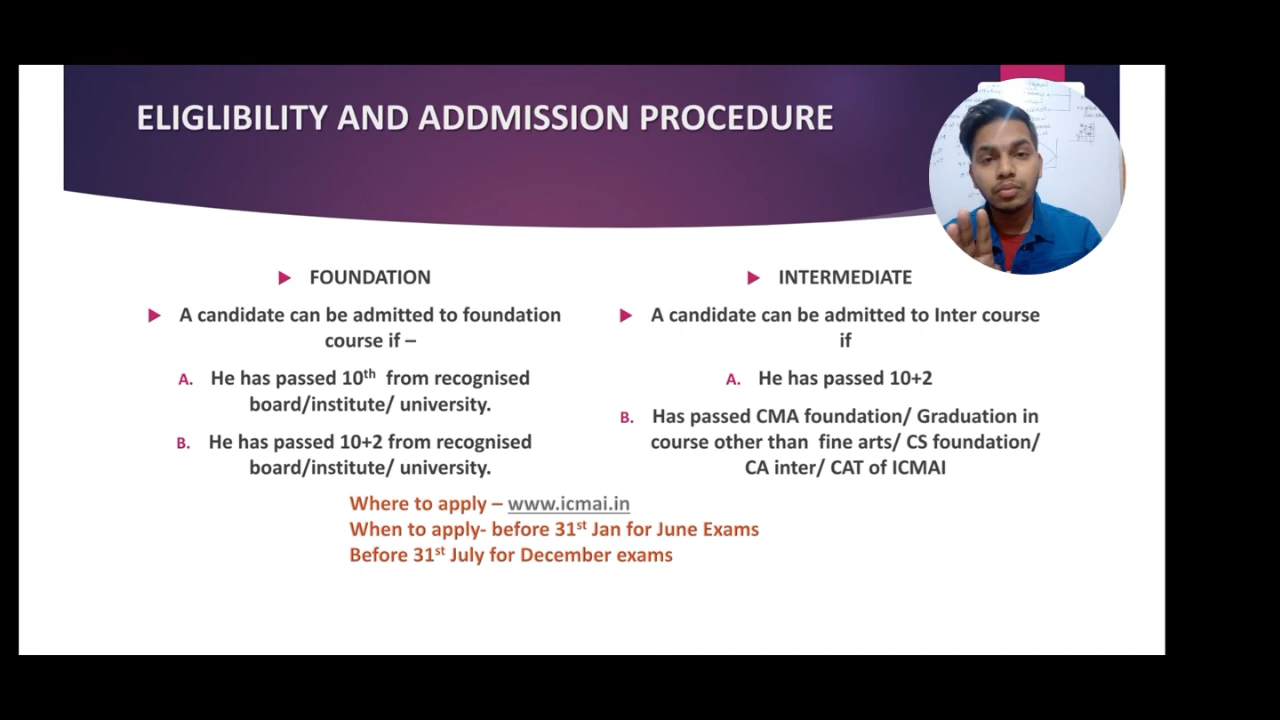 ELIGLIBILITY AND ADDMISSION PROCEDURE
FOUNDATION
A candidate can be admitted to foundation
course if –
A. He has passed 10th from recognised
board/institute/ university.
B. He has passed 10+2 from recognised
board/institute/ university.
INTERMEDIATE
A candidate can be admitted to Inter course
if
A. He has passed 10+2
B. Has passed CMA foundation/ Graduation in
course other than fine arts/ CS foundation/
CA inter/ CAT of ICMAI
Where to apply – www.icmai.in
When to apply- before 31st Jan for June Exams
Before 31st July for December exams